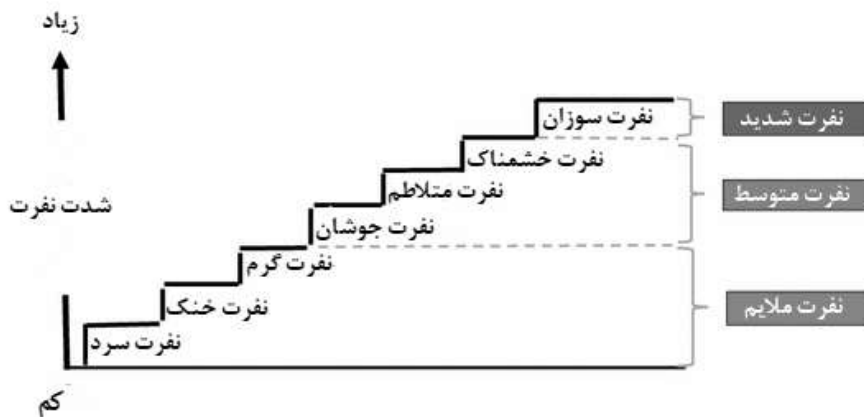 زیاد
نفرت سوزان
نفرت شدید
نفرت خشمناک
نفرت متلاطم
نفرت متوسط
شدت نفرت
نفرت جوشان
نفرت گرم
نفرت خنک
نفرت ملایم
نفرت سرد
کم